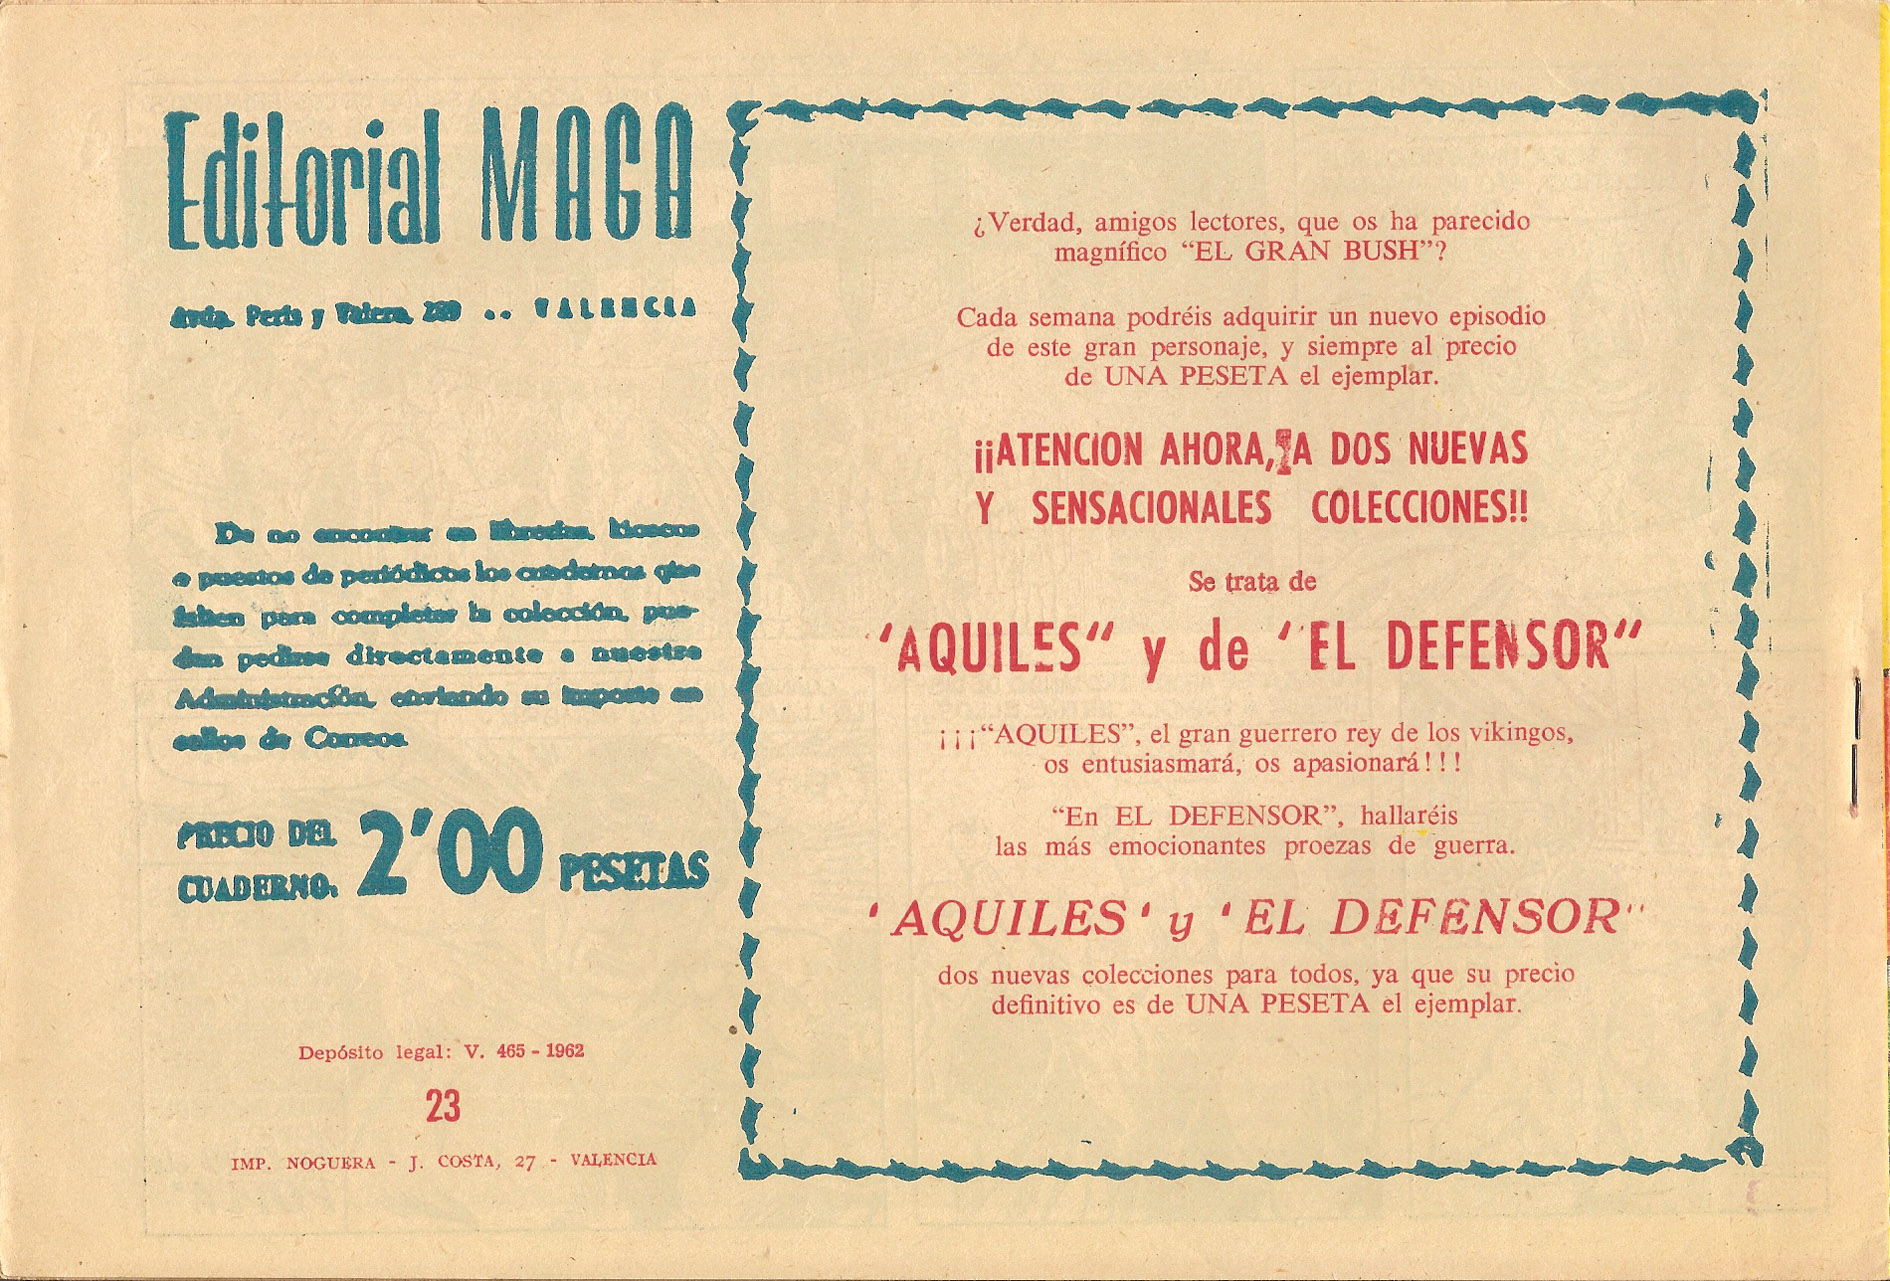 Editorial MAGA
Avda. Peris y Valero, .. VALENCIA
De no encontrar en librerías, kioscos
o puestos de periódicos los cuadernos que
falten para completar la colección, pue-
den pedirse directamente a nuestra
Administración, enviando su importe en
sellos de Correos.
PRECIO DEL
CUADERNO: 2'00 PESETAS
Depósito legal: V. 465 - 1962
23
IMP. NOGUERA - J. COSTA, 27 - VALENCIA
¿Verdad, amigos lectores, que os ha parecido
magnífico “EL GRAN BUSH”?
Cada semana podréis adquirir un nuevo episodio
de este gran personaje, y siempre al precio
de UNA PESETA el ejemplar.
¡¡ATENCION AHORA, A DOS NUEVAS
Y SENSACIONALES COLECCIONES!!
Se trata de
'AQUILES" y de ''EL DEFENSOR"
¡¡¡“AQUILES”, el gran guerrero rey de los vikingos,
os entusiasmará, os apasionará!!!
“En EL DEFENSOR”, hallaréis
las más emocionantes proezas de guerra.
'AQUILES' y 'EL DEFENSOR"
dos nuevas colecciones para todos, ya que su precio
definitivo es de UNA PESETA el ejemplar.